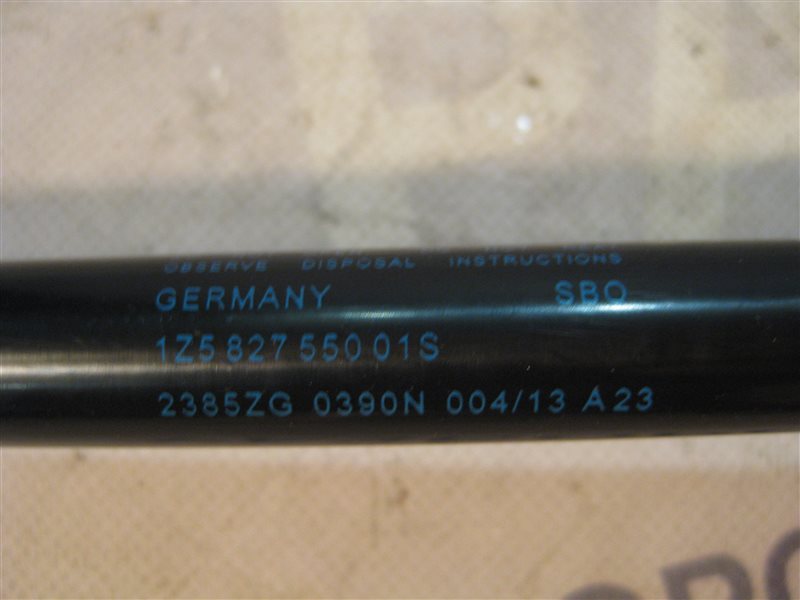 OBSERVE DISPOSAL INSTRUCTIONS
GERMANY SBO
1Z5 827 550 01S
2385ZG 0390N 004/13 A23